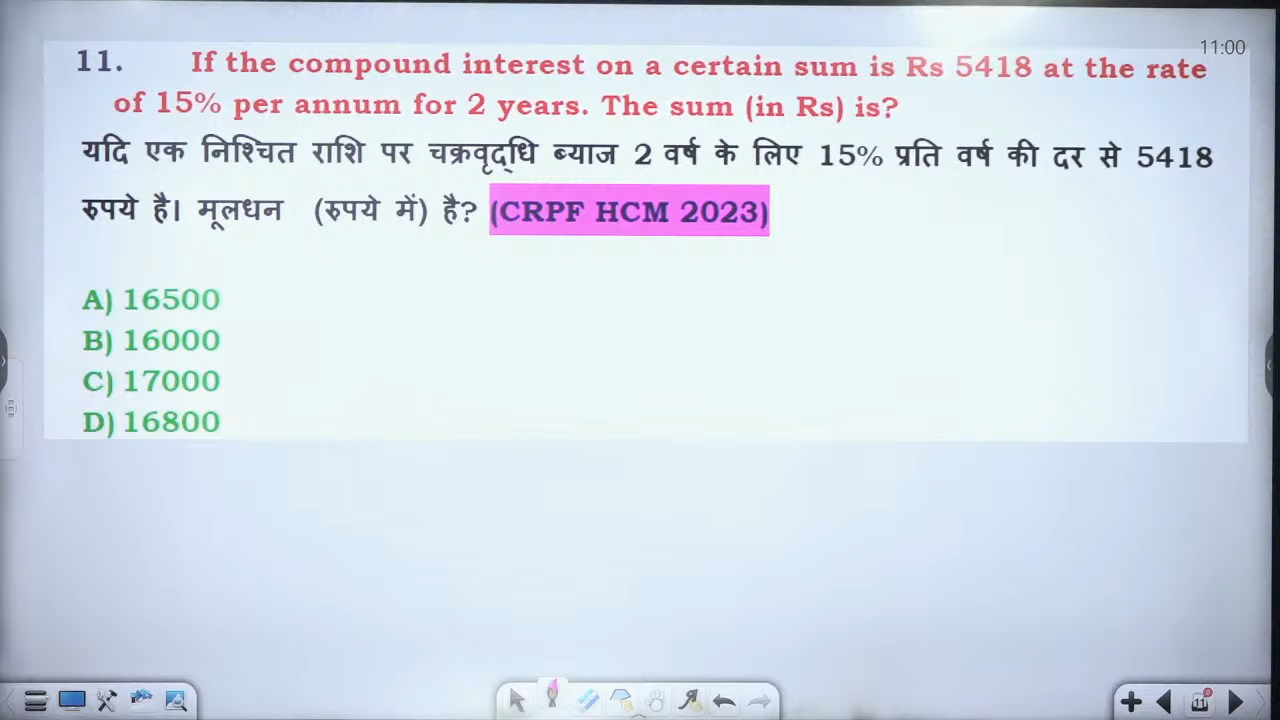 11:00
11. If the compound interest on a certain sum is Rs 5418 at the rate
of 15% per annum for 2 years. The sum (in Rs) is?
यदि एक निश्चित राशि पर चक्रवृद्धि ब्याज 2 वर्ष के लिए 15% प्रति वर्ष की दर से 5418
रुपये है। मूलधन (रुपये में) है? (CRPF HCM 2023)
A) 16500
B) 16000
C) 17000
D) 16800
11